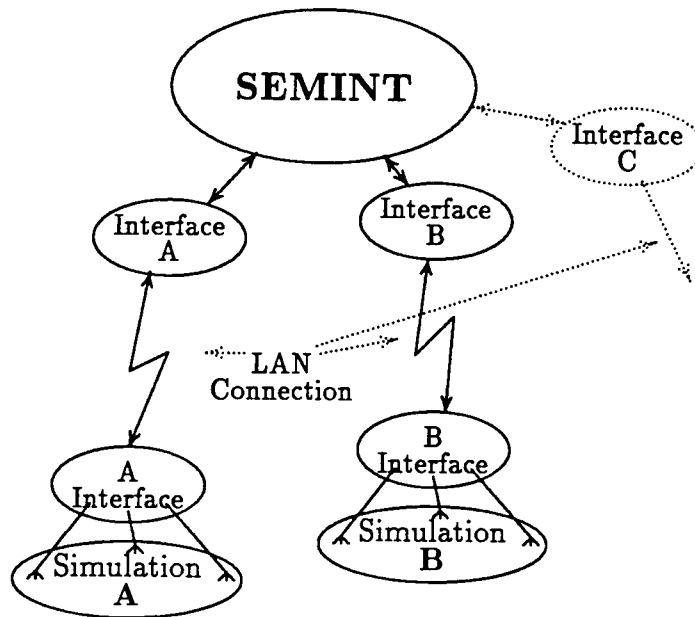 SEMINT
Interface
C
Interface
A
Interface
B
LAN
Connection
A
Interface
Simulation
A
B
Interface
Simulation
B